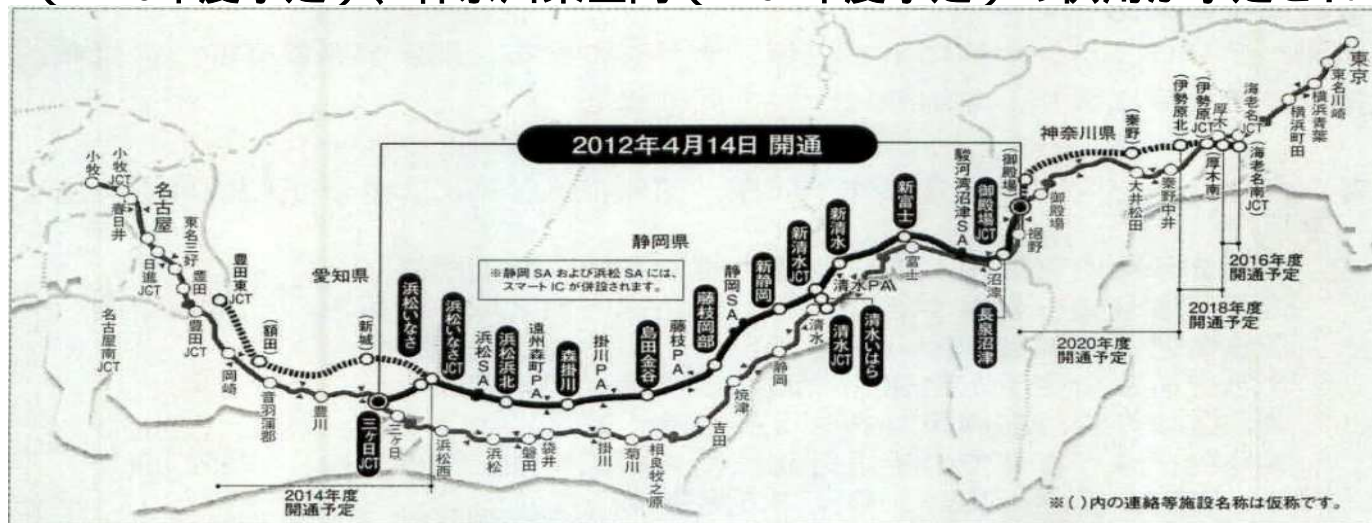 2012年4月14日 開通
東京
東名川崎
横浜青葉
横浜町田
海老名
海老名JCT
(海老名南JCT)
厚木
(厚木南)
伊勢原JCT
(伊勢原北)
(秦野)
神奈川県
秦野中井
大井松田
(御殿場)
御殿場
御殿場JCT
裾野
駿河湾沼津SA
沼津
長泉沼津
新富士
富士
新清水
新清水JCT
清水PA
清水いはら
清水JCT
清水
新静岡
静岡
静岡SA
静岡県
藤枝岡部
焼津
藤枝PA
吉田
島田金谷
相良牧之原
掛川PA
菊川
掛川
森掛川
遠州森町PA
袋井
磐田
浜松浜北
浜松SA
浜松
浜松西
浜松いなさJCT
浜松いなさ
三ヶ日
三ヶ日JCT
(新城)
愛知県
豊川
音羽蒲郡
(額田)
岡崎
豊田東JCT
豊田JCT
豊田
東名三好
日進JCT
名古屋
名古屋南JCT
春日井
小牧JCT
小牧
※静岡SAおよび浜松SAには、
スマートICが併設されます。
2014年度
開通予定
2020年度
開通予定
2018年度
開通予定
2016年度
開通予定
※( )内の連絡等施設名称は仮称です。